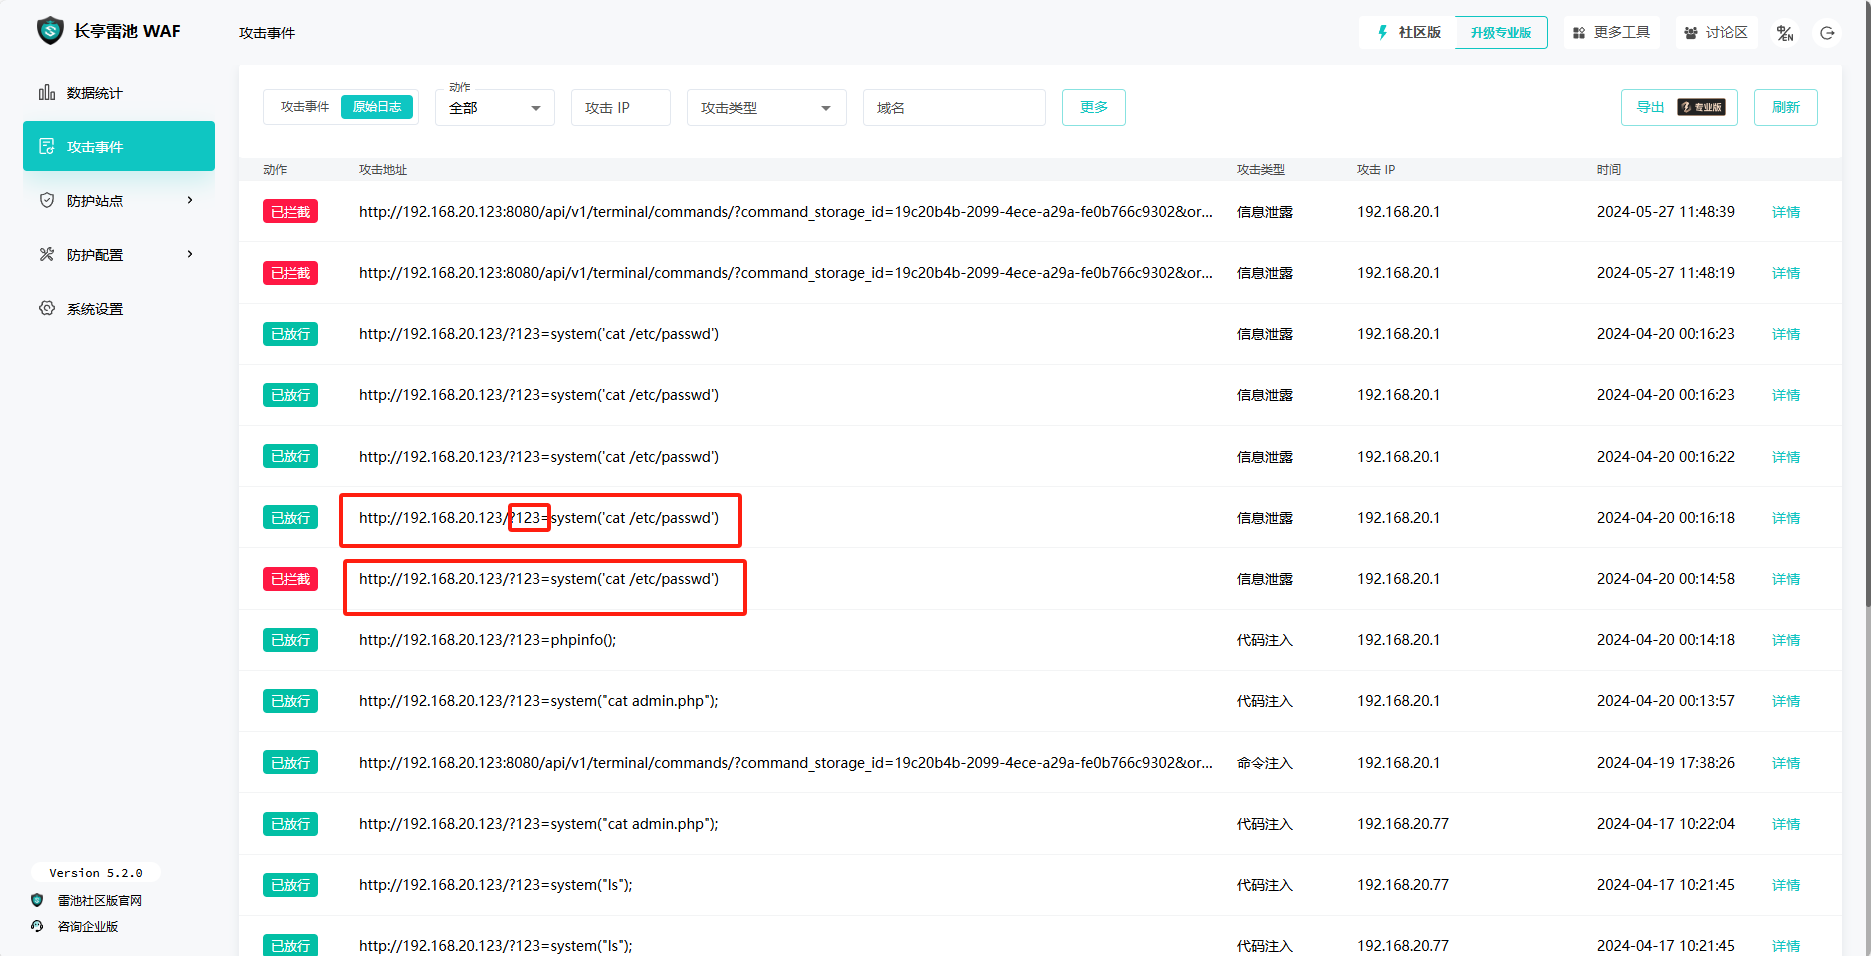 长亭雷池 WAF
攻击事件
社区版
升级专业版
更多工具
讨论区
中/EN
数据统计
攻击事件
防护站点
防护配置
系统设置
Version 5.2.0
雷池社区版官网
咨询企业版
攻击事件 原始日志
动作
全部
攻击 IP
攻击类型
域名
更多
导出 专业版
刷新
动作 攻击地址 攻击类型 攻击 IP 时间
已拦截 http://192.168.20.123:8080/api/v1/terminal/commands/?command_storage_id=19c20b4b-2099-4ece-a29a-fe0b766c9302&or... 信息泄露 192.168.20.1 2024-05-27 11:48:39 详情
已拦截 http://192.168.20.123:8080/api/v1/terminal/commands/?command_storage_id=19c20b4b-2099-4ece-a29a-fe0b766c9302&or... 信息泄露 192.168.20.1 2024-05-27 11:48:19 详情
已放行 http://192.168.20.123/?123=system('cat /etc/passwd') 信息泄露 192.168.20.1 2024-04-20 00:16:23 详情
已放行 http://192.168.20.123/?123=system('cat /etc/passwd') 信息泄露 192.168.20.1 2024-04-20 00:16:23 详情
已放行 http://192.168.20.123/?123=system('cat /etc/passwd') 信息泄露 192.168.20.1 2024-04-20 00:16:22 详情
已放行 http://192.168.20.123/?123=system('cat /etc/passwd') 信息泄露 192.168.20.1 2024-04-20 00:16:18 详情
已拦截 http://192.168.20.123/?123=system('cat /etc/passwd') 信息泄露 192.168.20.1 2024-04-20 00:14:58 详情
已放行 http://192.168.20.123/?123=phpinfo(); 代码注入 192.168.20.1 2024-04-20 00:14:18 详情
已放行 http://192.168.20.123/?123=system("cat admin.php"); 代码注入 192.168.20.1 2024-04-20 00:13:57 详情
已放行 http://192.168.20.123:8080/api/v1/terminal/commands/?command_storage_id=19c20b4b-2099-4ece-a29a-fe0b766c9302&or... 命令注入 192.168.20.1 2024-04-19 17:38:26 详情
已放行 http://192.168.20.123/?123=system("cat admin.php"); 代码注入 192.168.20.77 2024-04-17 10:22:04 详情
已放行 http://192.168.20.123/?123=system("ls"); 代码注入 192.168.20.77 2024-04-17 10:21:45 详情
已放行 http://192.168.20.123/?123=system("ls"); 代码注入 192.168.20.77 2024-04-17 10:21:45 详情